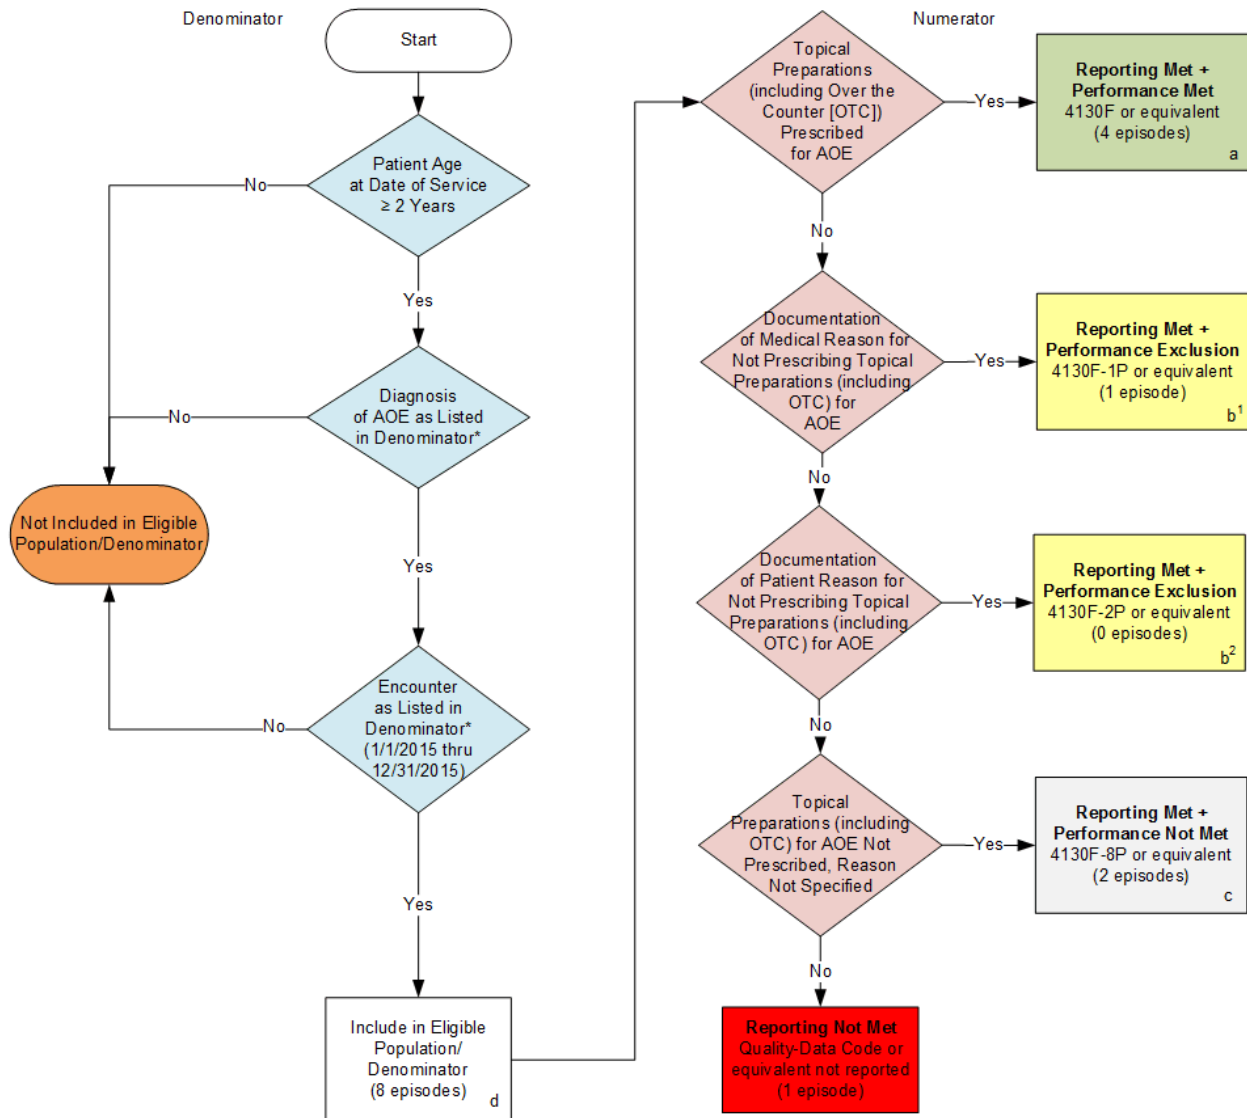 Denominator
Start
Patient Age
at Date of Service
≥ 2 Years
No
Yes
Diagnosis
of AOE as Listed
in Denominator*
No
Not Included in Eligible
Population/Denominator
Yes
Encounter
as Listed in
Denominator*
(1/1/2015 thru
12/31/2015)
No
Yes
Include in Eligible
Population/
Denominator
(8 episodes)
d
Numerator
Topical
Preparations
(including Over the
Counter [OTC])
Prescribed
for AOE
Yes
Reporting Met +
Performance Met
4130F or equivalent
(4 episodes)
a
No
Documentation
of Medical Reason for
Not Prescribing Topical
Preparations (including
OTC) for
AOE
Yes
Reporting Met +
Performance Exclusion
4130F-1P or equivalent
(1 episode)
b¹
No
Documentation
of Patient Reason for
Not Prescribing Topical
Preparations (including
OTC) for AOE
Yes
Reporting Met +
Performance Exclusion
4130F-2P or equivalent
(0 episodes)
b²
No
Topical
Preparations (including
OTC) for AOE Not
Prescribed, Reason
Not Specified
Yes
Reporting Met +
Performance Not Met
4130F-8P or equivalent
(2 episodes)
c
No
Reporting Not Met
Quality-Data Code or
equivalent not reported
(1 episode)